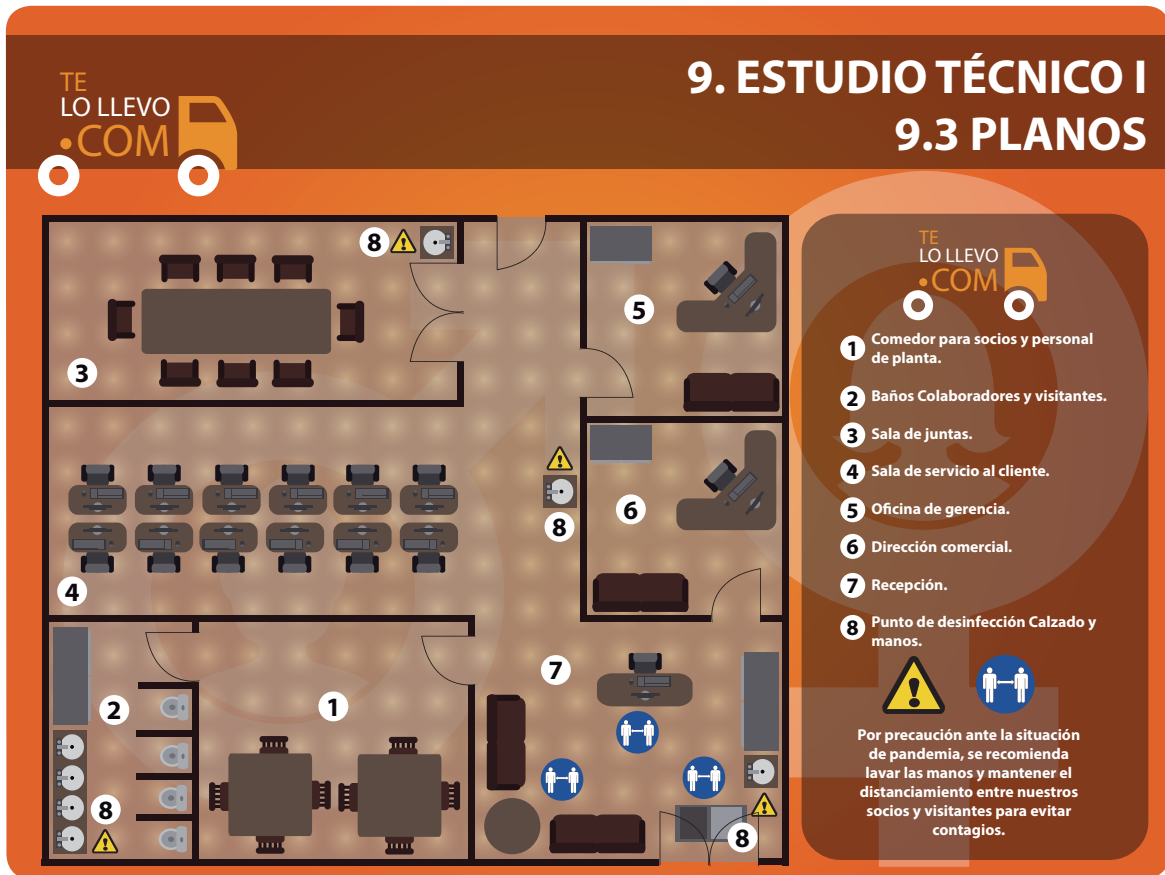 TE
LO LLEVO
•COM
9. ESTUDIO TÉCNICO I
9.3 PLANOS
8
3
5
4
6
8
7
2
1
8
8
TE
LO LLEVO
•COM
1 Comedor para socios y personal
de planta.
2 Baños Colaboradores y visitantes.
3 Sala de juntas.
4 Sala de servicio al cliente.
5 Oficina de gerencia.
6 Dirección comercial.
7 Recepción.
8 Punto de desinfección Calzado y
manos.
Por precaución ante la situación
de pandemia, se recomienda
lavar las manos y mantener el
distanciamiento entre nuestros
socios y visitantes para evitar
contagios.